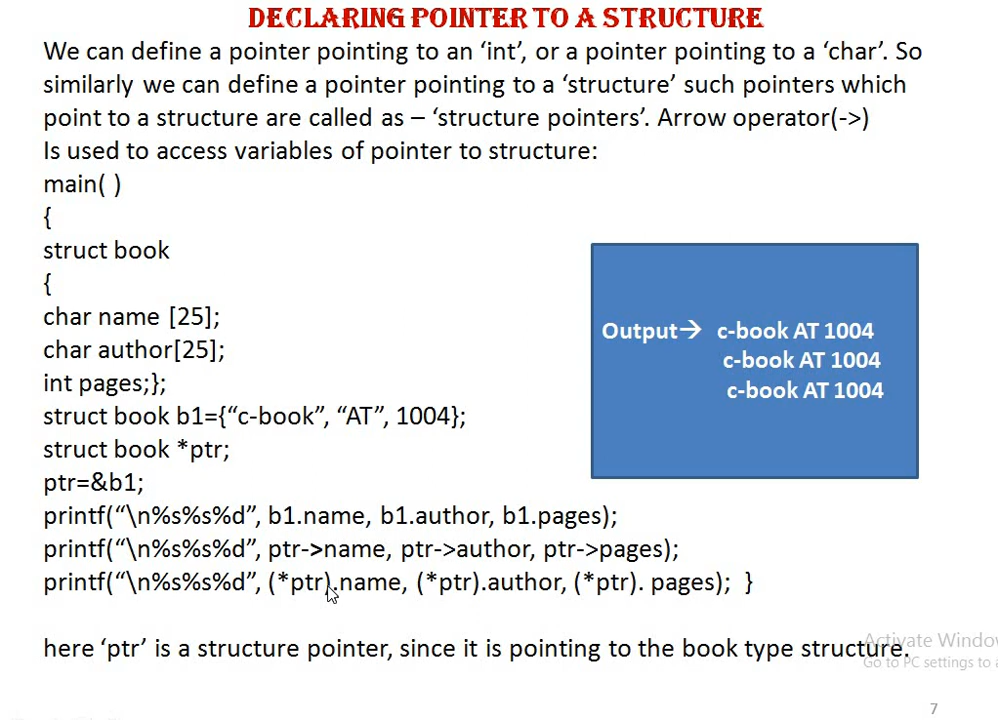 DECLARING POINTER TO A STRUCTURE
We can define a pointer pointing to an ‘int’, or a pointer pointing to a ‘char’. So
similarly we can define a pointer pointing to a ‘structure’ such pointers which
point to a structure are called as – ‘structure pointers’. Arrow operator(->)
Is used to access variables of pointer to structure:
main( )
{
struct book
{
char name [25];
char author[25];
int pages;};
struct book b1={“c-book”, “AT”, 1004};
struct book *ptr;
ptr=&b1;
printf(“\n%s%s%d”, b1.name, b1.author, b1.pages);
printf(“\n%s%s%d”, ptr->name, ptr->author, ptr->pages);
printf(“\n%s%s%d”, (*ptr).name, (*ptr).author, (*ptr). pages); }
Output→ c-book AT 1004
c-book AT 1004
c-book AT 1004
here ‘ptr’ is a structure pointer, since it is pointing to the book type structure.
Activate Window
Go to PC settings to a
7